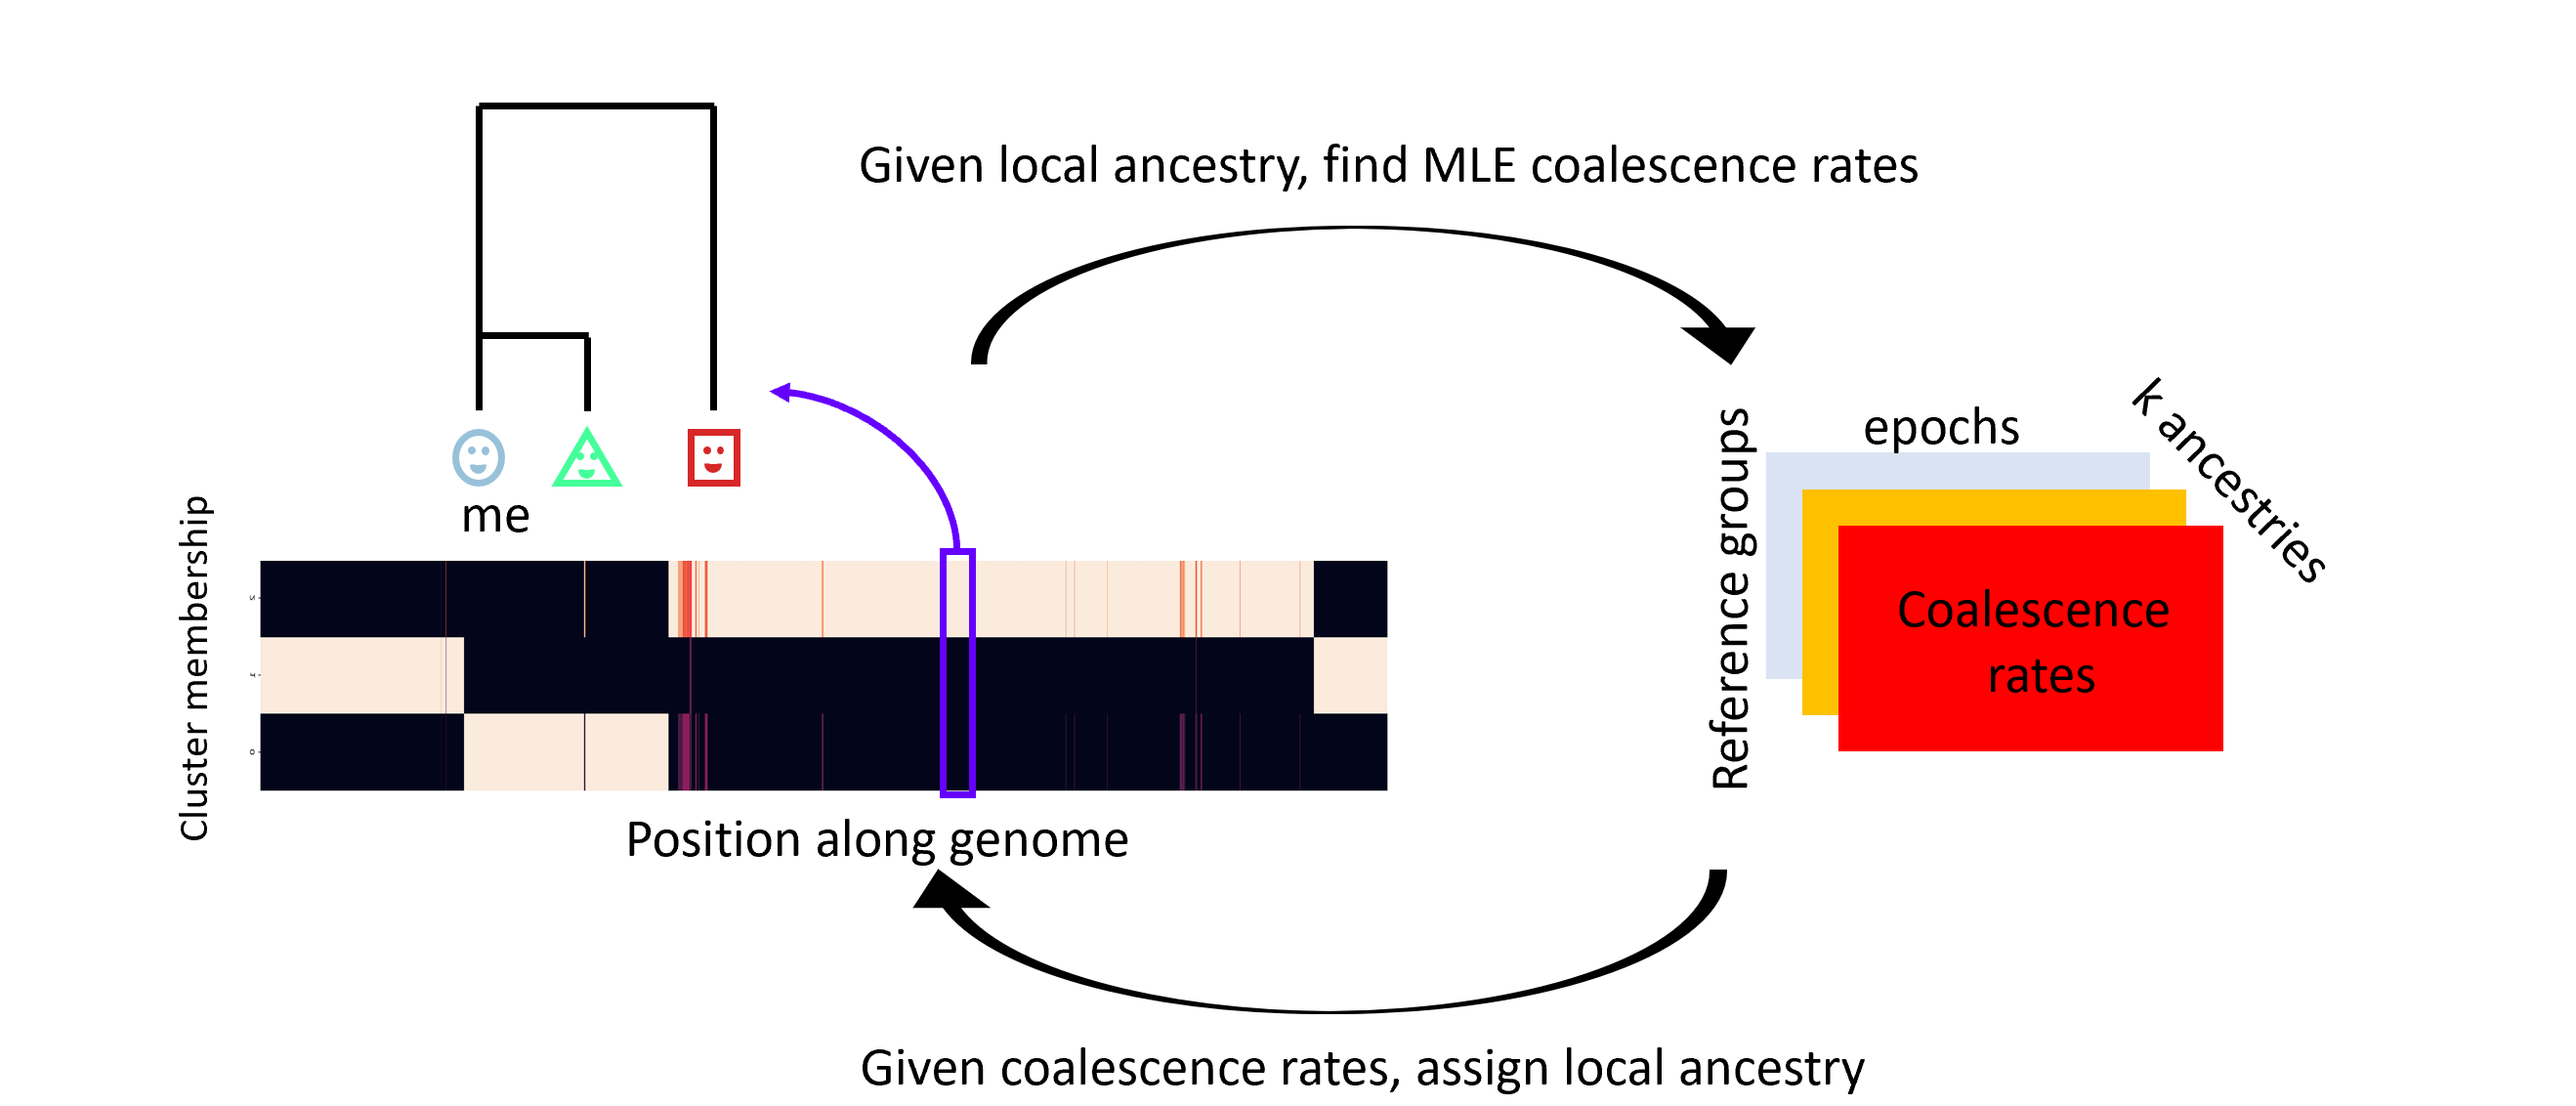 Given local ancestry, find MLE coalescence rates
me
Cluster membership
Position along genome
Reference groups
epochs
k ancestries
Coalescence
rates
Given coalescence rates, assign local ancestry